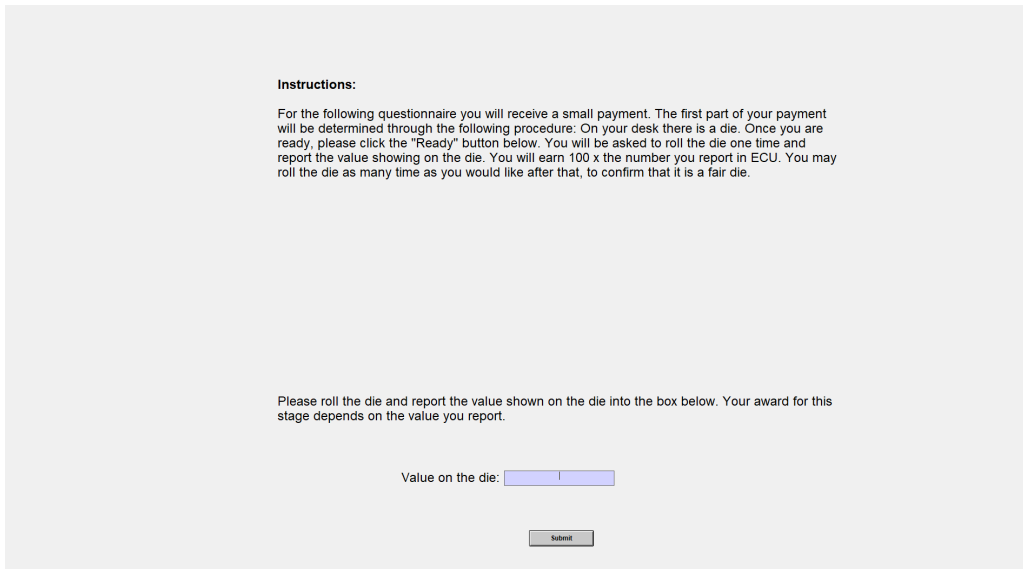 Instructions:
For the following questionnaire you will receive a small payment. The first part of your payment
will be determined through the following procedure: On your desk there is a die. Once you are
ready, please click the "Ready" button below. You will be asked to roll the die one time and
report the value showing on the die. You will earn 100 x the number you report in ECU. You may
roll the die as many time as you would like after that, to confirm that it is a fair die.
Please roll the die and report the value shown on the die into the box below. Your award for this
stage depends on the value you report.
Value on the die:
Submit